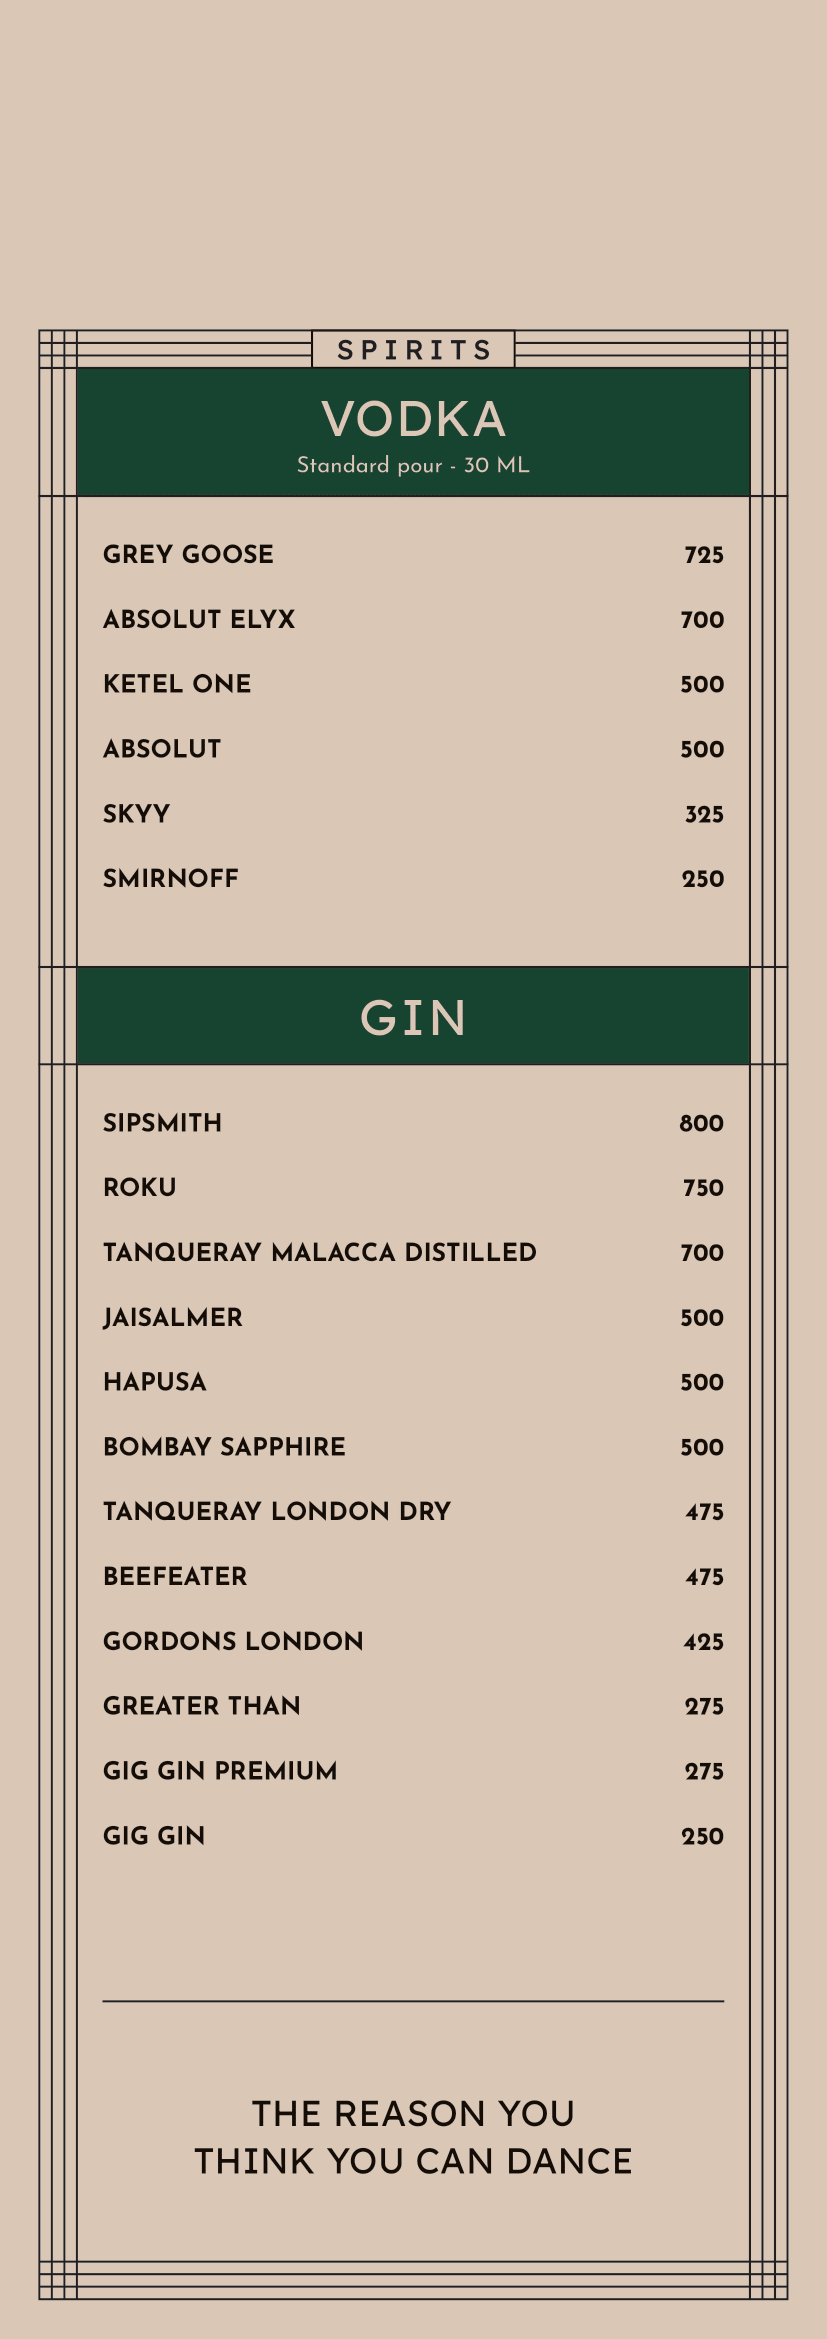 SPIRITS
VODKA
Standard pour - 30 ML
GREY GOOSE 725
ABSOLUT ELYX 700
KETEL ONE 500
ABSOLUT 500
SKYY 325
SMIRNOFF 250
GIN
SIPSMITH 800
ROKU 750
TANQUERAY MALACCA DISTILLED 700
JAISALMER 500
HAPUSA 500
BOMBAY SAPPHIRE 500
TANQUERAY LONDON DRY 475
BEEFEATER 475
GORDONS LONDON 425
GREATER THAN 275
GIG GIN PREMIUM 275
GIG GIN 250
THE REASON YOU
THINK YOU CAN DANCE